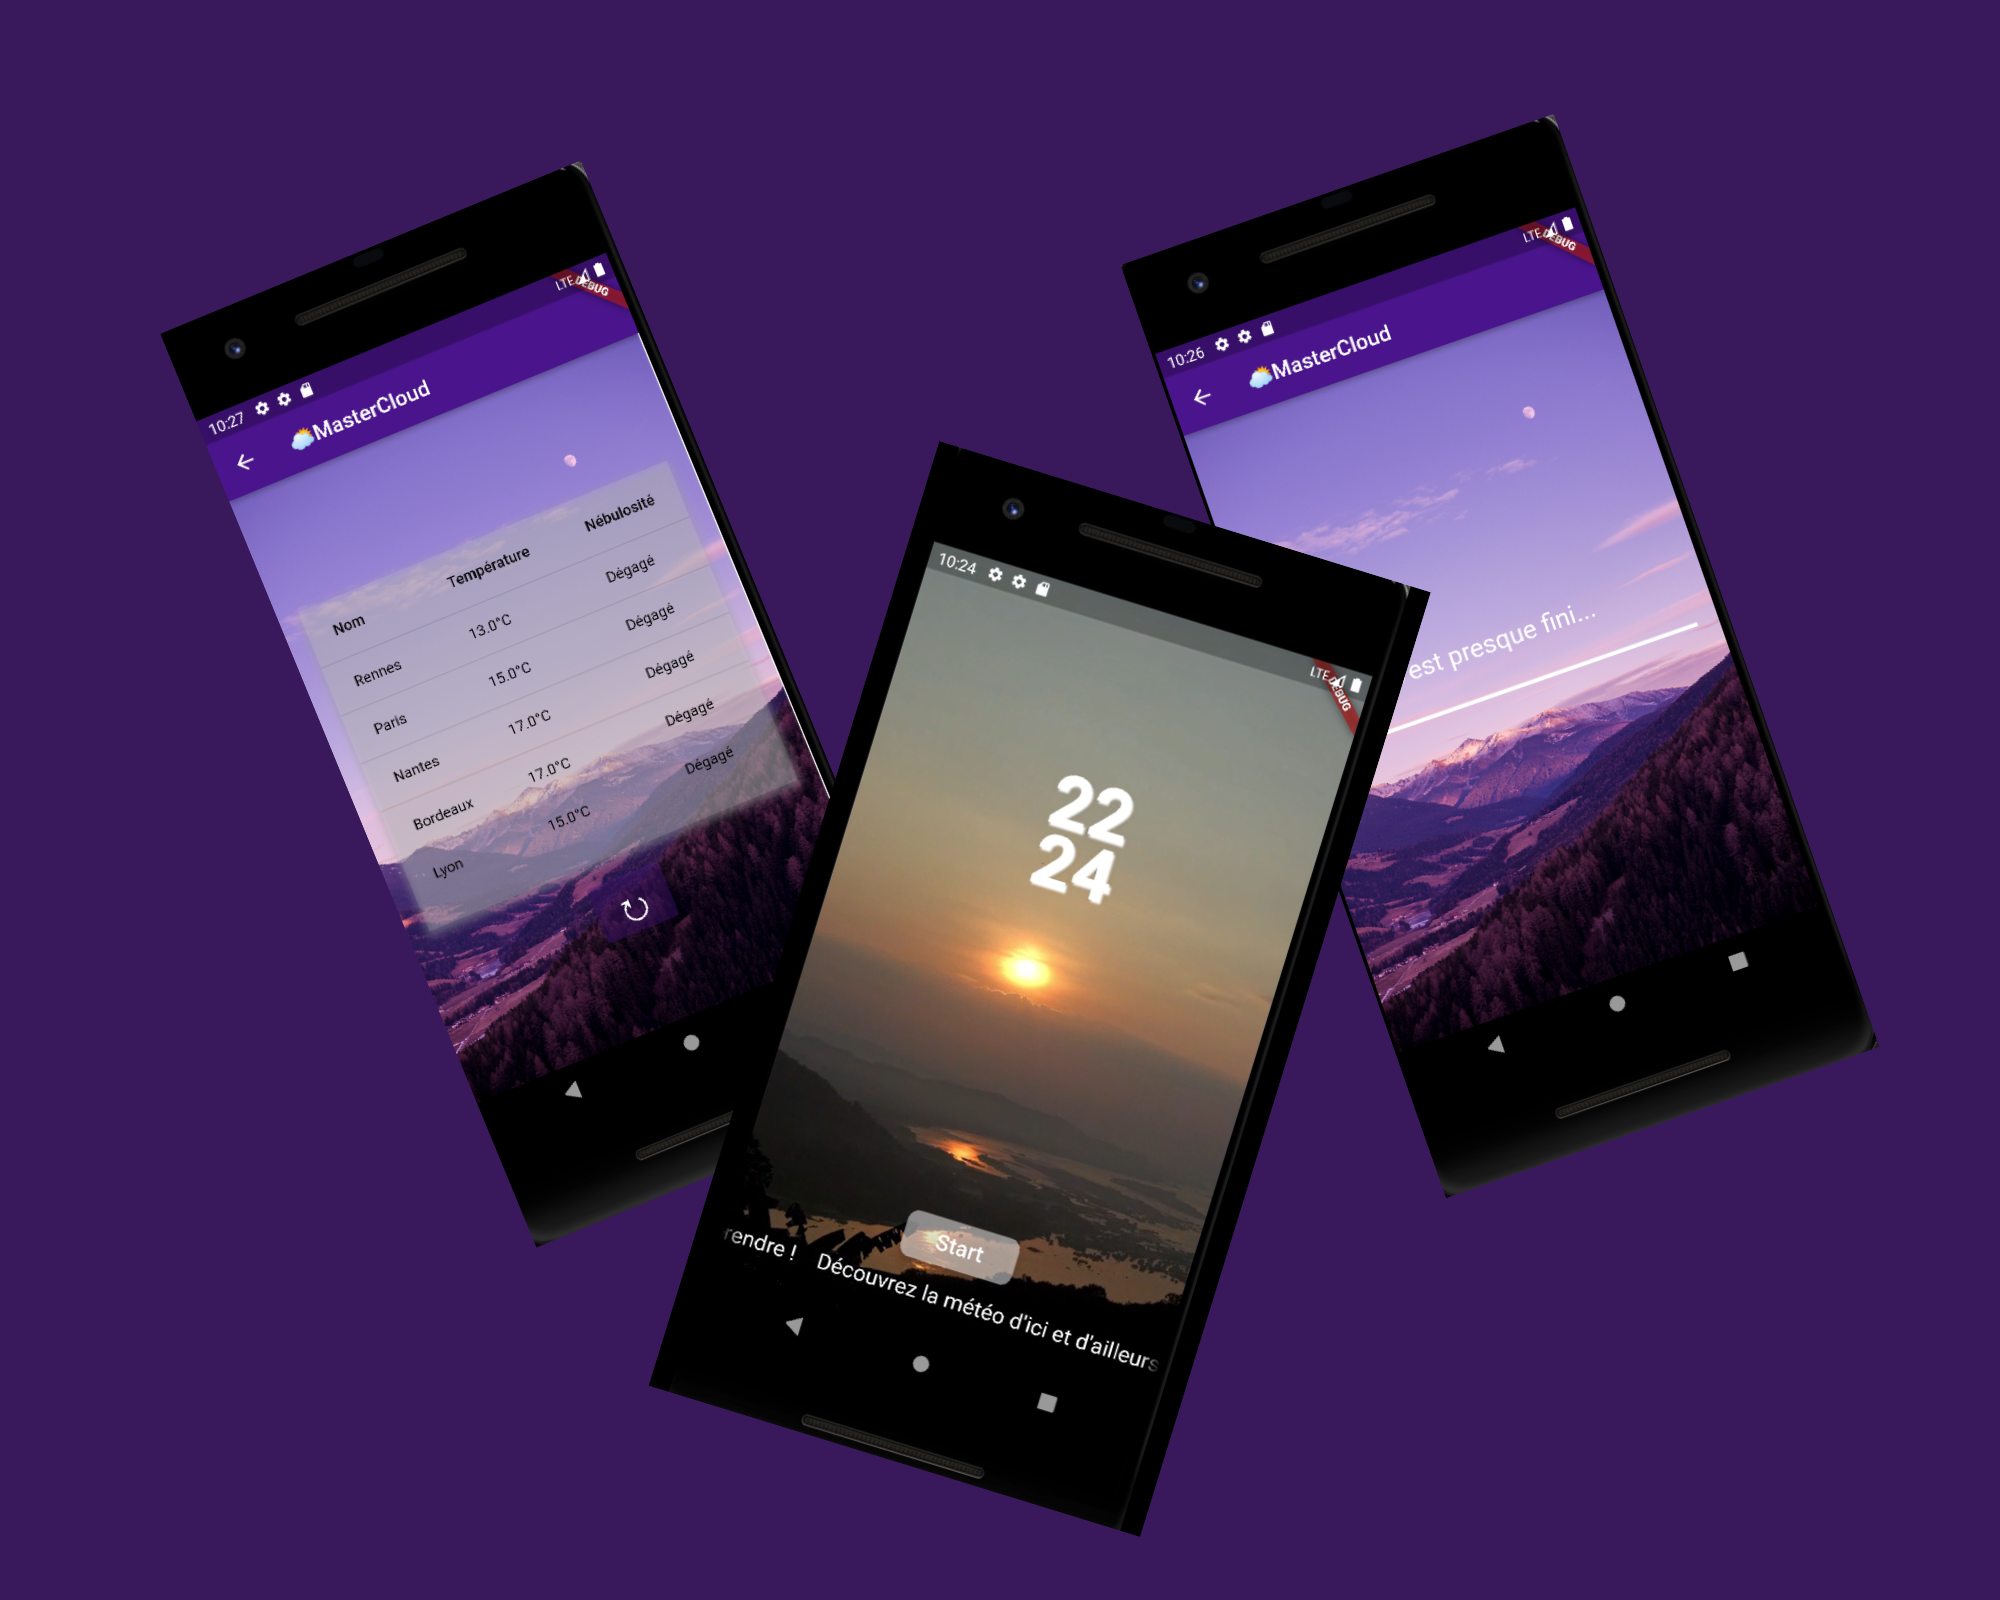 10:27 LTE DEBUG
MasterCloud
Nom Température Nébulosité
Rennes 13.0°C Dégagé
Paris 15.0°C Dégagé
Nantes 17.0°C Dégagé
Bordeaux 17.0°C Dégagé
Lyon 15.0°C Dégagé
10:24 LTE DEBUG
22
24
Start
rendre ! Découvrez la météo d'ici et d'ailleurs
10:26 LTE DEBUG
MasterCloud
est presque fini...